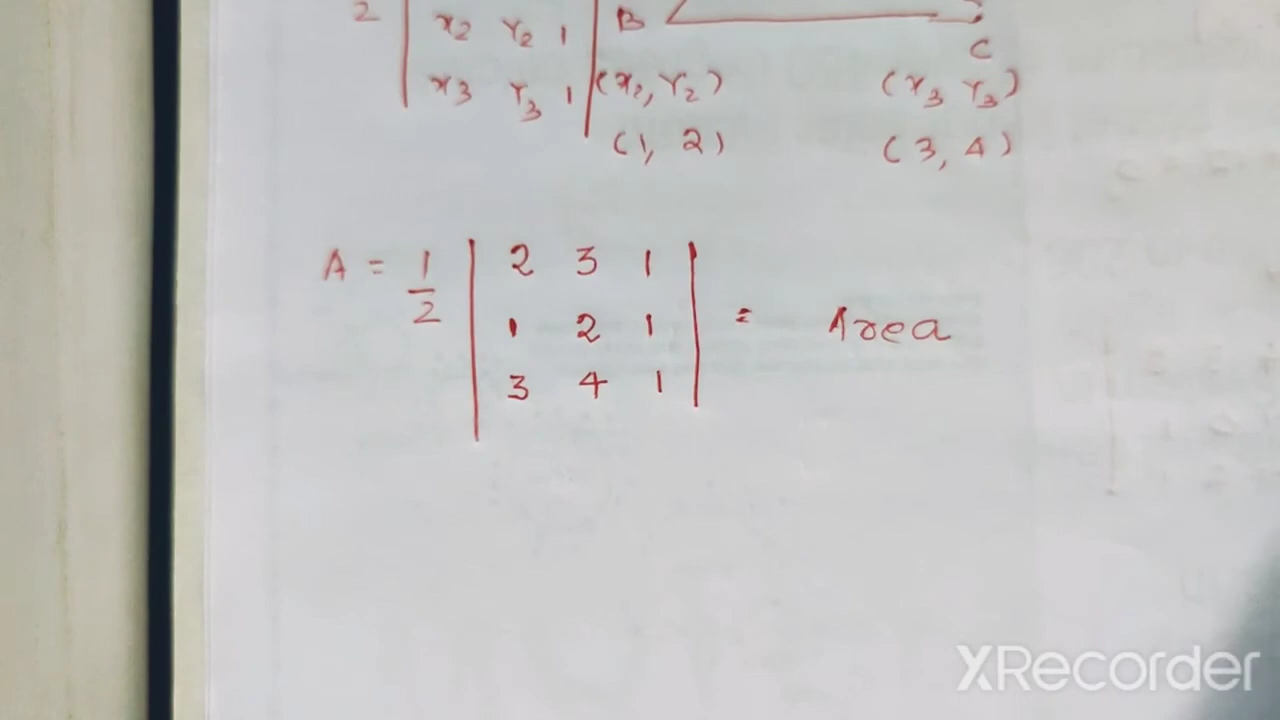 2 | x2 Y2 1 | B
C
| x3 Y3 1 | (x2, Y2) (x3 Y3)
(1, 2) (3, 4)
A = 1/2 | 2 3 1 |
| 1 2 1 | = Area
| 3 4 1 |
XRecorder